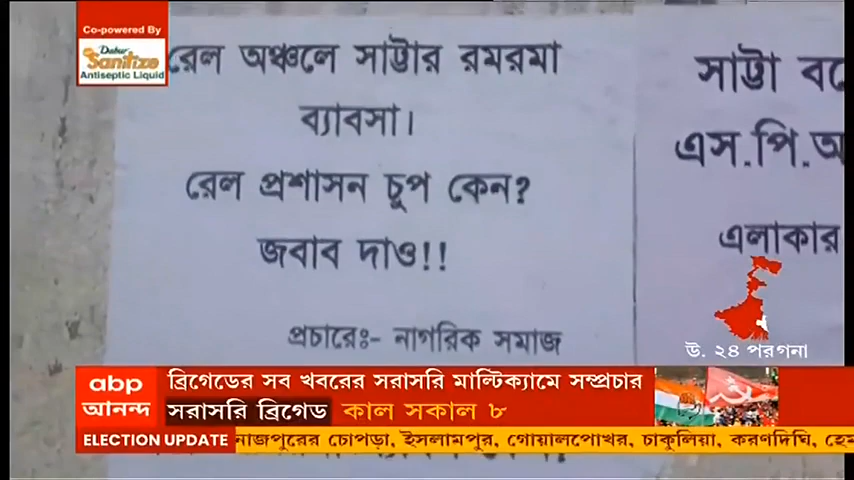 Co-powered By
Dabur
Sanitize
Antiseptic Liquid
রেল অঞ্চলে সাট্টার রমরমা
ব্যাবসা।
রেল প্রশাসন চুপ কেন?
জবাব দাও!!
প্রচারেঃ- নাগরিক সমাজ
সাট্টা
এস.পি.অ
এলাকার
উ. ২৪ পরগনা
abp
আনন্দ
ব্রিগেডের সব খবরের সরাসরি মাল্টিক্যামে সম্প্রচার
সরাসরি ব্রিগেড কাল সকাল ৮
ELECTION UPDATE
নাজপুরের চোপড়া, ইসলামপুর, গোয়ালপোখর, চাকুলিয়া, করণদিঘি, হেম